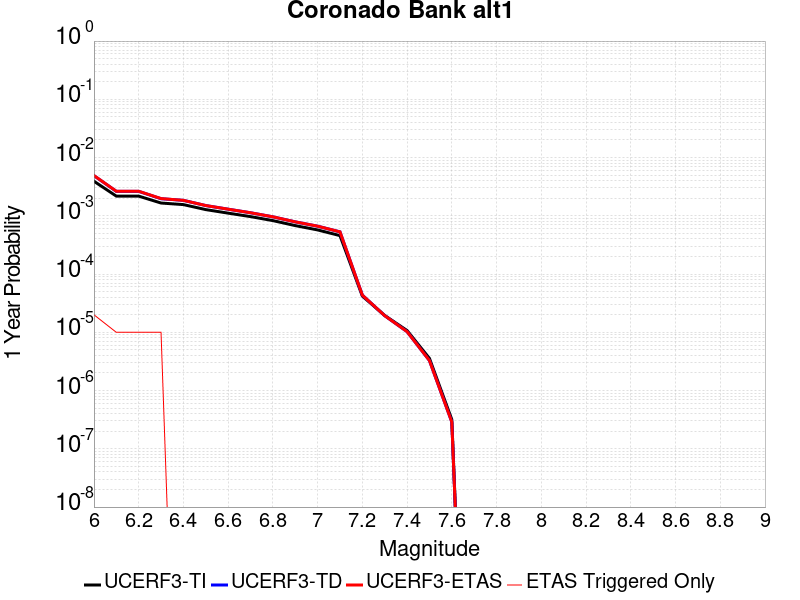 Coronado Bank alt1
10^0
10^-1
10^-2
10^-3
10^-4
10^-5
10^-6
10^-7
10^-8
1 Year Probability
6 6.2 6.4 6.6 6.8 7 7.2 7.4 7.6 7.8 8 8.2 8.4 8.6 8.8 9
Magnitude
UCERF3-TI UCERF3-TD UCERF3-ETAS ETAS Triggered Only